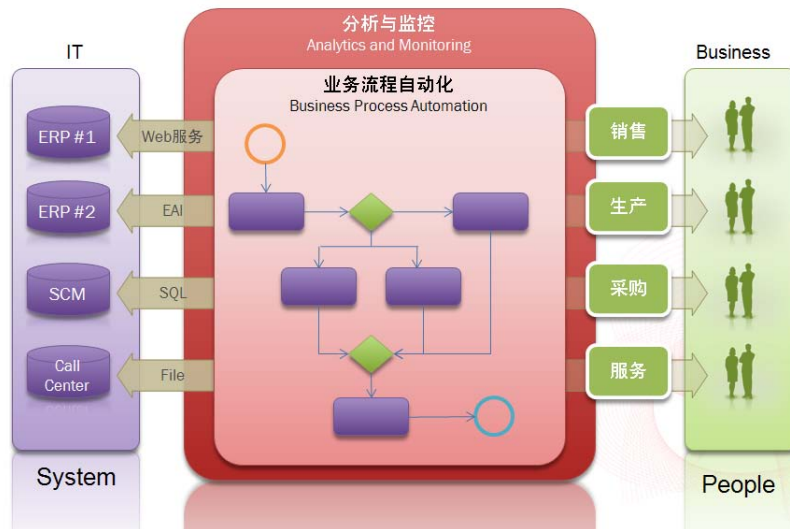 分析与监控
Analytics and Monitoring
IT
Business
业务流程自动化
Business Process Automation
ERP #1
Web服务
销售
ERP #2
EAI
生产
SCM
SQL
采购
Call
Center
File
服务
System
People